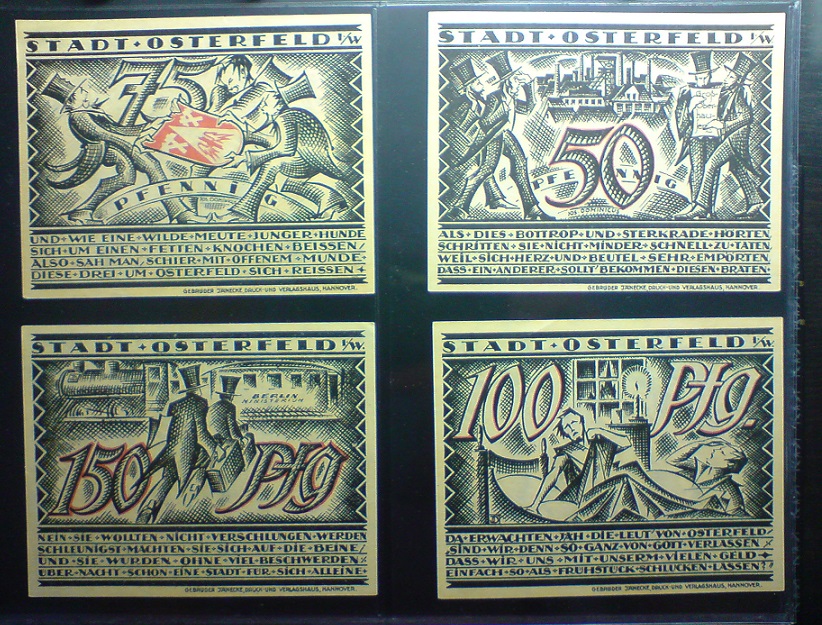 STADT · OSTERFELD I/W
75
PFENNIG
UND · WIE · EINE · WILDE · MEUTE · JUNGER · HUNDE
SICH · UM · EINEN · FETTEN · KNOCHEN · BEISSEN /
ALSO · SAH · MAN / SCHIER · MIT · OFFENEM · MUNDE /
DIESE · DREI · UM · OSTERFELD · SICH · REISSEN +
GEBRÜDER JÄNECKE, DRUCK- UND VERLAGSHAUS, HANNOVER.
STADT · OSTERFELD I/W
50
PFENNIG
ALS · DIES · BOTTROP · UND · STERKRADE · HÖRTEN
SCHRITTEN · SIE · NICHT · MINDER · SCHNELL · ZU · TATEN
WEIL · SICH · HERZ · UND · BEUTEL · SEHR · EMPÖRTEN
DASS · EIN · ANDERER · SOLLT' BEKOMMEN · DIESEN · BRATEN ·
GEBRÜDER JÄNECKE, DRUCK- UND VERLAGSHAUS, HANNOVER.
STADT · OSTERFELD I/W.
BERLIN
MINISTERIUM
150 Pfg
NEIN · SIE · WOLLTEN · NICHT · VERSCHLUNGEN · WERDEN
SCHLEUNIGST · MACHTEN · SIE · SICH · AUF · DIE · BEINE /
UND · SIE · WURDEN · OHNE · VIEL · BESCHWERDEN
ÜBER · NACHT · SCHON · EINE · STADT · FÜR · SICH · ALLEINE ·
GEBRÜDER JÄNECKE, DRUCK- UND VERLAGSHAUS, HANNOVER.
STADT · OSTERFELD I/W.
100 Pfg.
DA · ERWACHTEN · JÄH · DIE · LEUT' VON · OSTERFELD /
„SIND · WIR · DENN · SO · GANZ · VON · GOTT · VERLASSEN
DASS · WIR · UNS · MIT · UNSERM · VIELEN · GELD +
EINFACH · SO · ALS · FRÜHSTÜCK · SCHLUCKEN · LASSEN??
GEBRÜDER JÄNECKE, DRUCK- UND VERLAGSHAUS, HANNOVER.